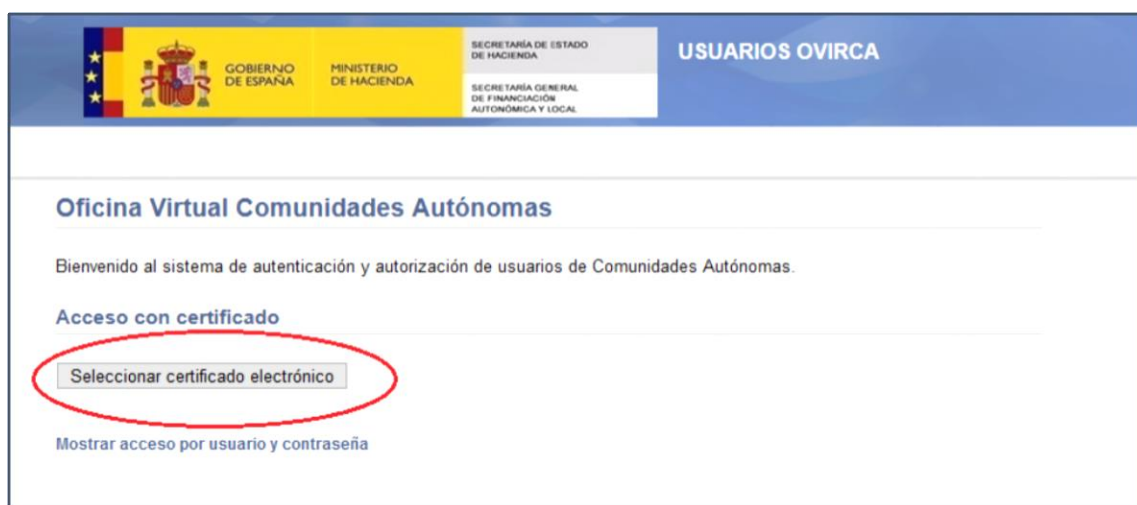 GOBIERNO
DE ESPAÑA
MINISTERIO
DE HACIENDA
SECRETARÍA DE ESTADO
DE HACIENDA
SECRETARÍA GENERAL
DE FINANCIACIÓN
AUTONÓMICA Y LOCAL
USUARIOS OVIRCA
Oficina Virtual Comunidades Autónomas
Bienvenido al sistema de autenticación y autorización de usuarios de Comunidades Autónomas.
Acceso con certificado
Seleccionar certificado electrónico
Mostrar acceso por usuario y contraseña